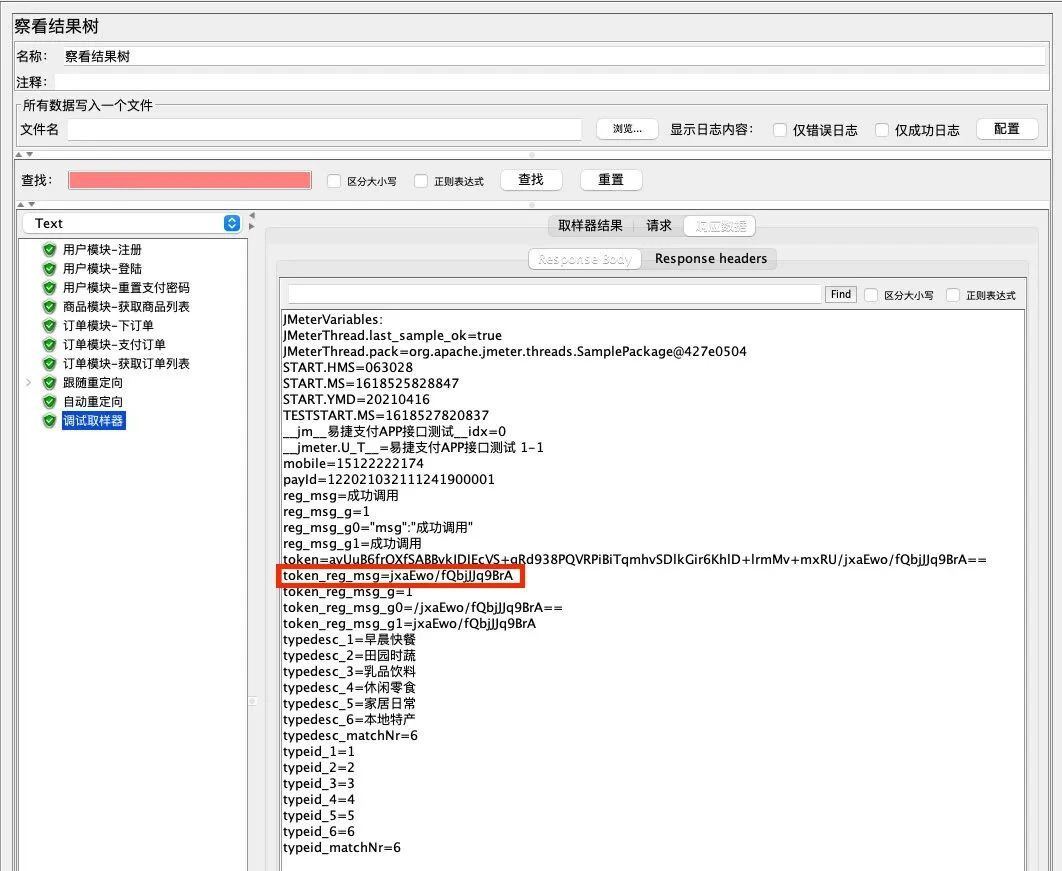 察看结果树
名称： 察看结果树
注释：
所有数据写入一个文件
文件名 浏览... 显示日志内容： 仅错误日志 仅成功日志 配置
查找： 区分大小写 正则表达式 查找 重置
Text
用户模块-注册
用户模块-登陆
用户模块-重置支付密码
商品模块-获取商品列表
订单模块-下订单
订单模块-支付订单
订单模块-获取订单列表
跟随重定向
自动重定向
调试取样器
取样器结果 请求 响应数据
Response Body Response headers
Find 区分大小写 正则表达式
JMeterVariables:
JMeterThread.last_sample_ok=true
JMeterThread.pack=org.apache.jmeter.threads.SamplePackage@427e0504
START.HMS=063028
START.MS=1618525828847
START.YMD=20210416
TESTSTART.MS=1618527820837
__jm__易捷支付APP接口测试__idx=0
__jmeter.U_T__=易捷支付APP接口测试 1-1
mobile=15122222174
payId=122021032111241900001
reg_msg=成功调用
reg_msg_g=1
reg_msg_g0="msg":"成功调用"
reg_msg_g1=成功调用
token_reg_msg=jxaEwo/fQbjJJq9BrA
token_reg_msg_g=1
token_reg_msg_g0=/jxaEwo/fQbjJJq9BrA==
token_reg_msg_g1=jxaEwo/fQbjJJq9BrA
typedesc_1=早晨快餐
typedesc_2=田园时蔬
typedesc_3=乳品饮料
typedesc_4=休闲零食
typedesc_5=家居日常
typedesc_6=本地特产
typedesc_matchNr=6
typeid_1=1
typeid_2=2
typeid_3=3
typeid_4=4
typeid_5=5
typeid_6=6
typeid_matchNr=6